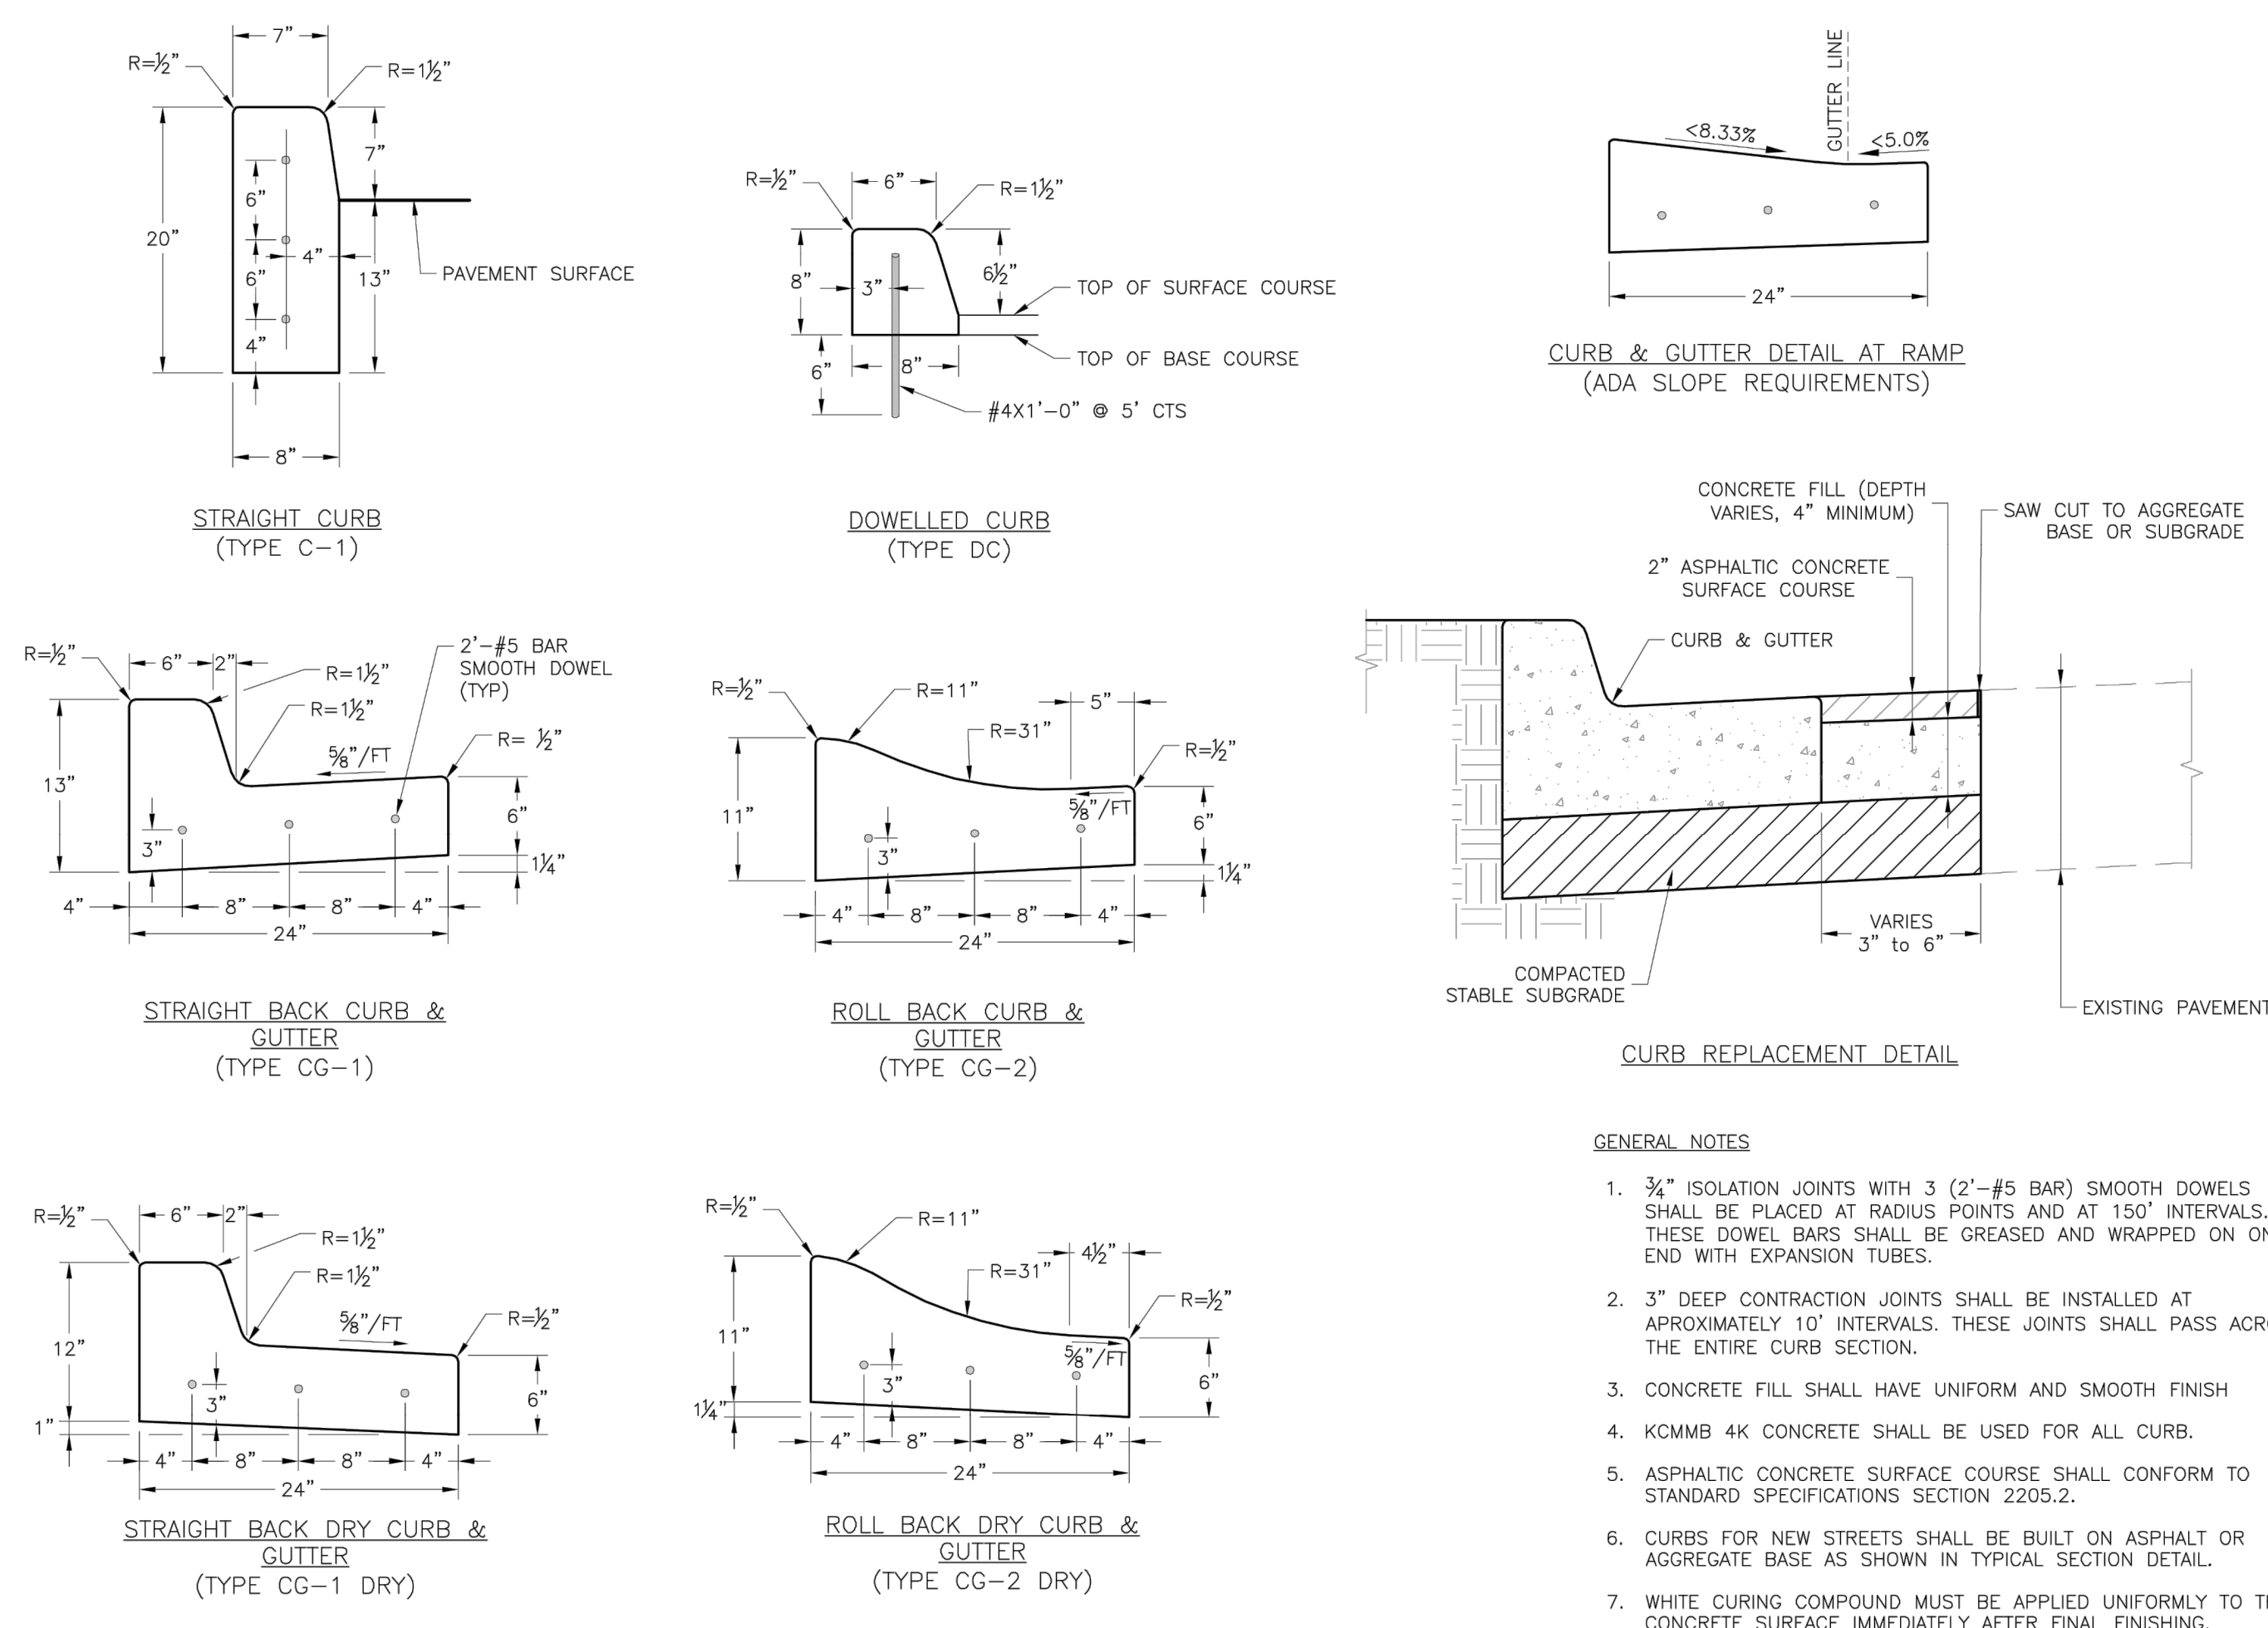 7"
R=½"
R=1½"
7"
6"
20"
4"
6"
13"
PAVEMENT SURFACE
4"
8"
STRAIGHT CURB
(TYPE C-1)
R=½"
6"
R=1½"
8"
3"
6½"
TOP OF SURFACE COURSE
TOP OF BASE COURSE
6"
8"
#4X1'-0" @ 5' CTS
DOWELLED CURB
(TYPE DC)
GUTTER LINE
<8.33%
<5.0%
24"
CURB & GUTTER DETAIL AT RAMP
(ADA SLOPE REQUIREMENTS)
R=½"
6"
2"
R=1½"
R=1½"
2'-#5 BAR
SMOOTH DOWEL
(TYP)
R= ½"
⅝"/FT
13"
6"
3"
1¼"
4"
8"
8"
4"
24"
STRAIGHT BACK CURB &
GUTTER
(TYPE CG-1)
R=½"
R=11"
5"
R=31"
R=½"
⅝"/FT
11"
6"
3"
1¼"
4"
8"
8"
4"
24"
ROLL BACK CURB &
GUTTER
(TYPE CG-2)
CONCRETE FILL (DEPTH
VARIES, 4" MINIMUM)
SAW CUT TO AGGREGATE
BASE OR SUBGRADE
2" ASPHALTIC CONCRETE
SURFACE COURSE
CURB & GUTTER
VARIES
3" to 6"
COMPACTED
STABLE SUBGRADE
EXISTING PAVEMENT
CURB REPLACEMENT DETAIL
R=½"
6"
2"
R=1½"
R=1½"
⅝"/FT
R=½"
12"
3"
6"
1"
4"
8"
8"
4"
24"
STRAIGHT BACK DRY CURB &
GUTTER
(TYPE CG-1 DRY)
R=½"
R=11"
4½"
R=31"
R=½"
11"
⅝"/FT
3"
6"
1¼"
4"
8"
8"
4"
24"
ROLL BACK DRY CURB &
GUTTER
(TYPE CG-2 DRY)
GENERAL NOTES
1. ¾" ISOLATION JOINTS WITH 3 (2'-#5 BAR) SMOOTH DOWELS
SHALL BE PLACED AT RADIUS POINTS AND AT 150' INTERVALS.
THESE DOWEL BARS SHALL BE GREASED AND WRAPPED ON
END WITH EXPANSION TUBES.
2. 3" DEEP CONTRACTION JOINTS SHALL BE INSTALLED AT
APROXIMATELY 10' INTERVALS. THESE JOINTS SHALL PASS
THE ENTIRE CURB SECTION.
3. CONCRETE FILL SHALL HAVE UNIFORM AND SMOOTH FINISH
4. KCMMB 4K CONCRETE SHALL BE USED FOR ALL CURB.
5. ASPHALTIC CONCRETE SURFACE COURSE SHALL CONFORM TO
STANDARD SPECIFICATIONS SECTION 2205.2.
6. CURBS FOR NEW STREETS SHALL BE BUILT ON ASPHALT OR
AGGREGATE BASE AS SHOWN IN TYPICAL SECTION DETAIL.
7. WHITE CURING COMPOUND MUST BE APPLIED UNIFORMLY TO
CONCRETE SURFACE IMMEDIATELY AFTER FINAL FINISHING.